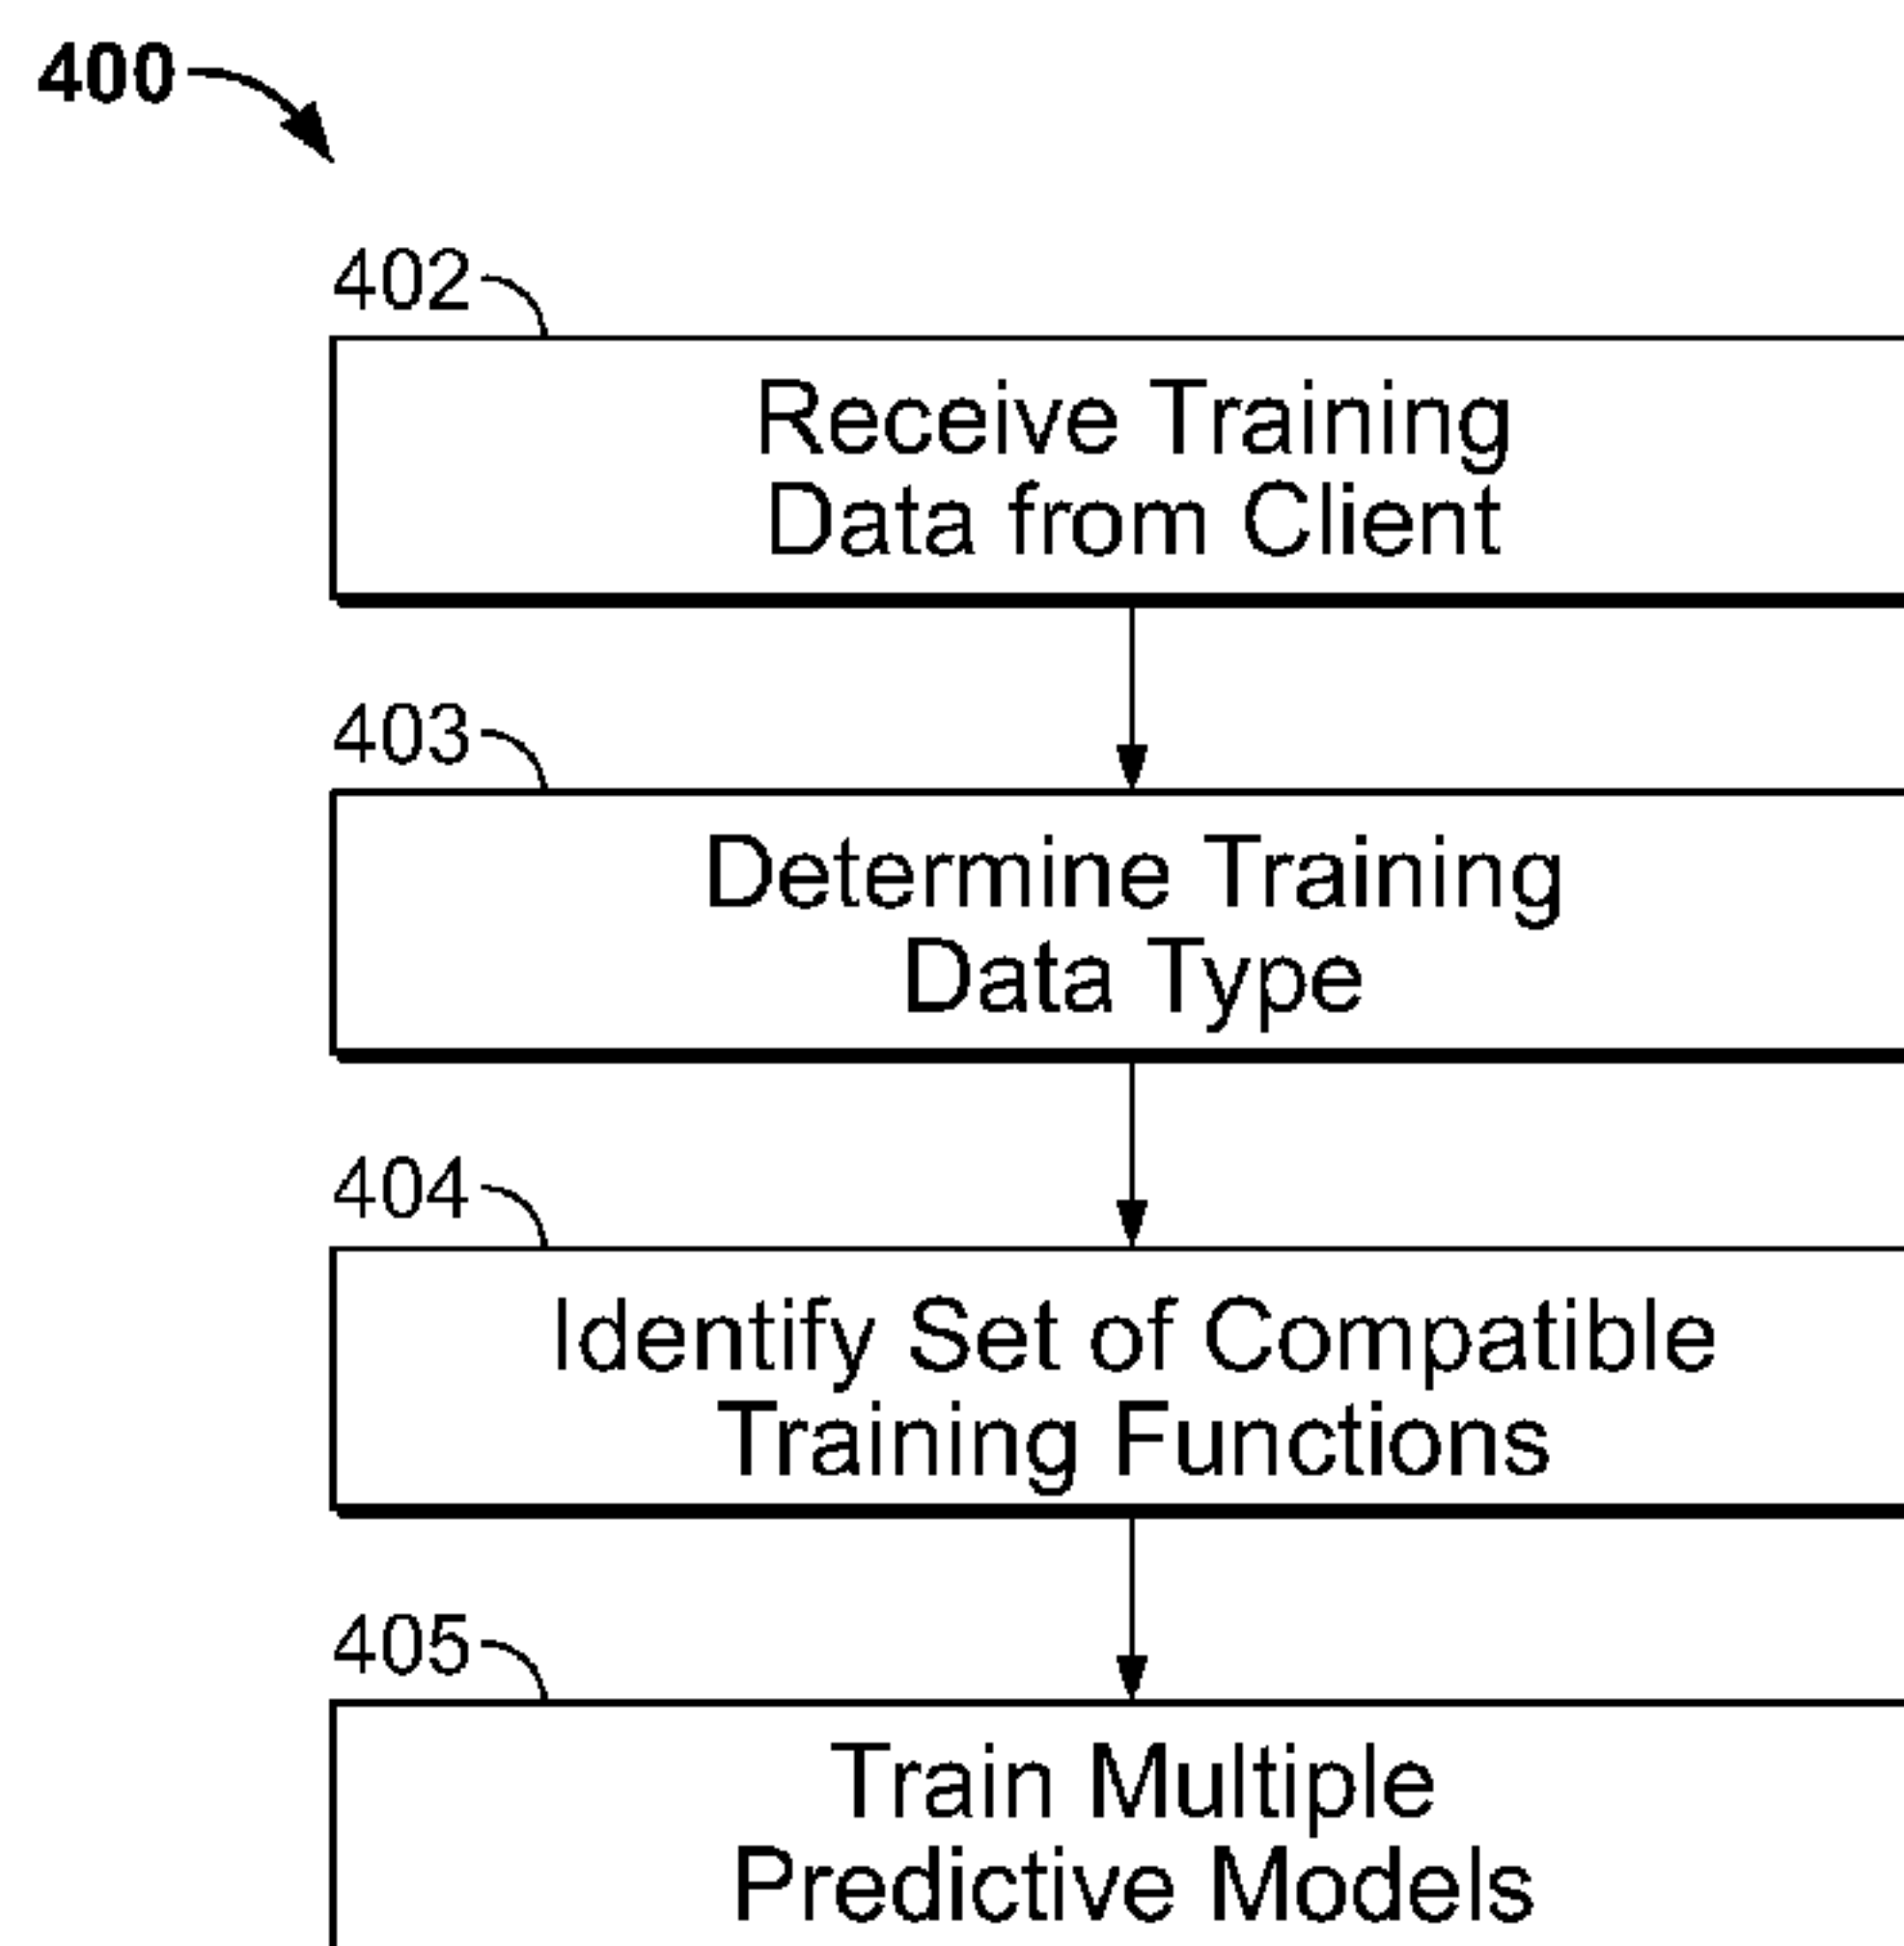 400
402
Receive Training
Data from Client
403
Determine Training
Data Type
404
Identify Set of Compatible
Training Functions
405
Train Multiple
Predictive Models